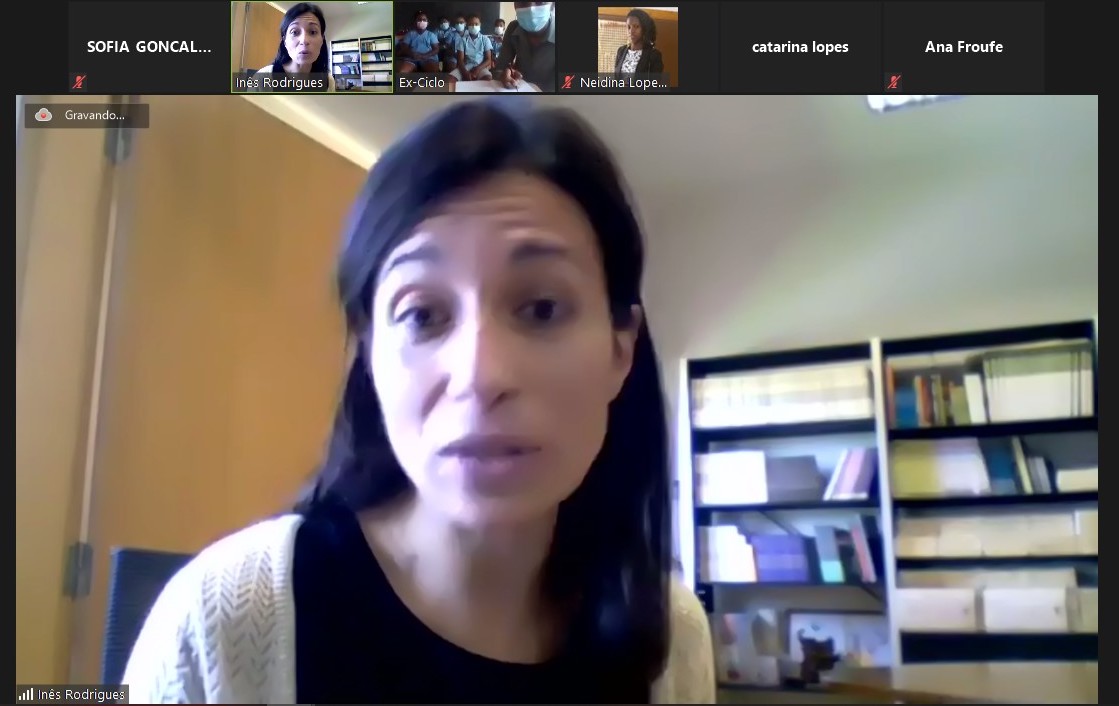 SOFIA GONCAL...
Inês Rodrigues
Ex-Ciclo
Neidina Lope...
catarina lopes
Ana Froufe
Gravando...
Inês Rodrigues